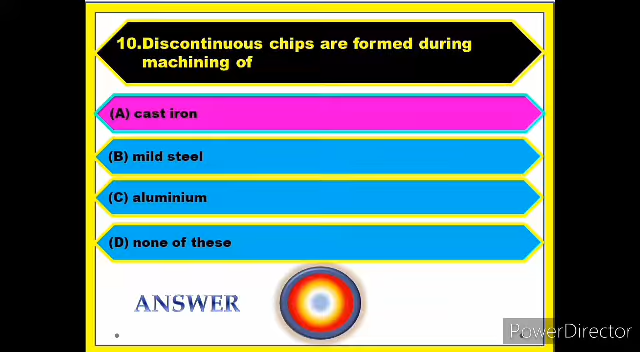 10.Discontinuous chips are formed during
machining of
(A) cast iron
(B) mild steel
(C) aluminium
(D) none of these
ANSWER
PowerDirector